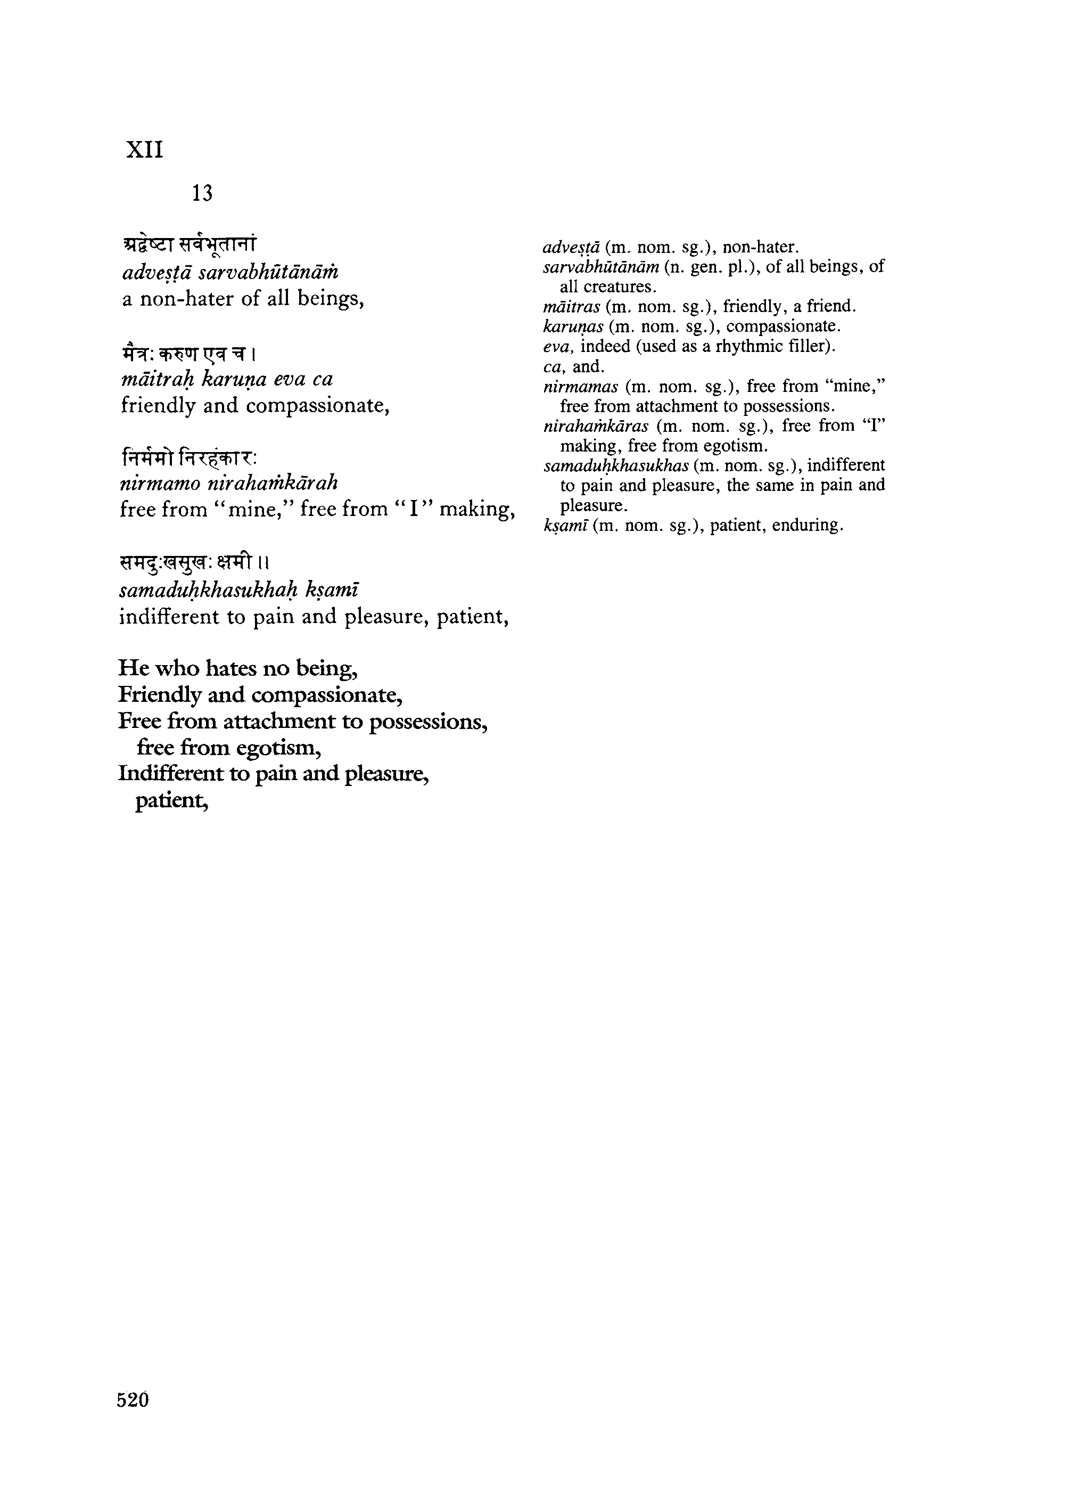 XII
13
अद्वेष्टा सर्वभूतानां
adveṣṭā sarvabhūtānāṁ
a non-hater of all beings,
मैत्रः करुण एव च।
māitraḥ karuṇa eva ca
friendly and compassionate,
निर्ममो निरहंकारः
nirmamo nirahaṁkārah
free from “mine,” free from “I” making,
समदुःखसुखः क्षमी॥
samaduḥkhasukhaḥ kṣamī
indifferent to pain and pleasure, patient,
He who hates no being,
Friendly and compassionate,
Free from attachment to possessions,
free from egotism,
Indifferent to pain and pleasure,
patient,
adveṣṭā (m. nom. sg.), non-hater.
sarvabhūtānām (n. gen. pl.), of all beings, of
all creatures.
māitras (m. nom. sg.), friendly, a friend.
karuṇas (m. nom. sg.), compassionate.
eva, indeed (used as a rhythmic filler).
ca, and.
nirmamas (m. nom. sg.), free from “mine,”
free from attachment to possessions.
nirahaṁkāras (m. nom. sg.), free from “I”
making, free from egotism.
samaduḥkhasukhas (m. nom. sg.), indifferent
to pain and pleasure, the same in pain and
pleasure.
kṣamī (m. nom. sg.), patient, enduring.
520